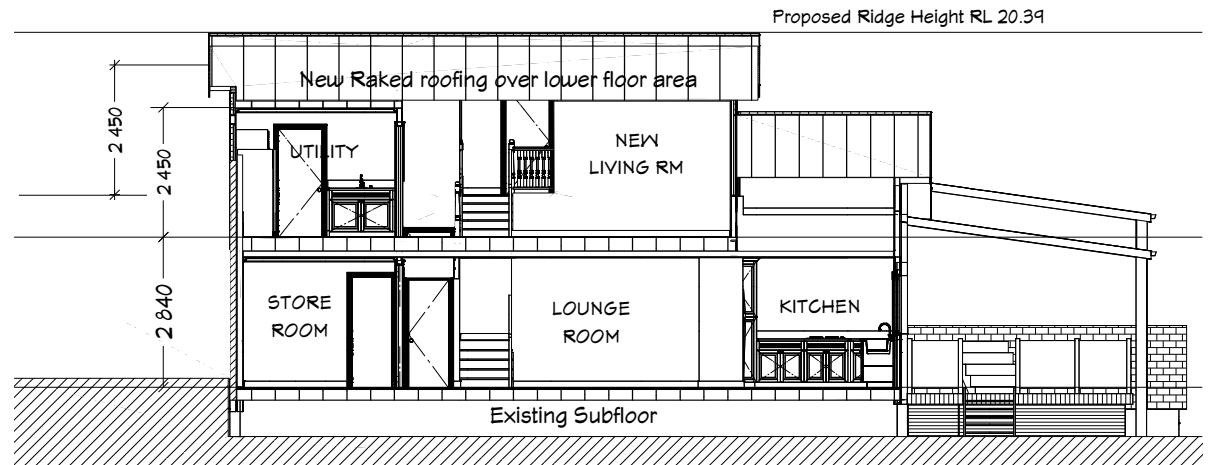 Proposed Ridge Height RL 20.39
New Raked roofing over lower floor area
2 450
2 450
UTILITY
NEW
LIVING RM
2 840
STORE
ROOM
LOUNGE
ROOM
KITCHEN
Existing Subfloor